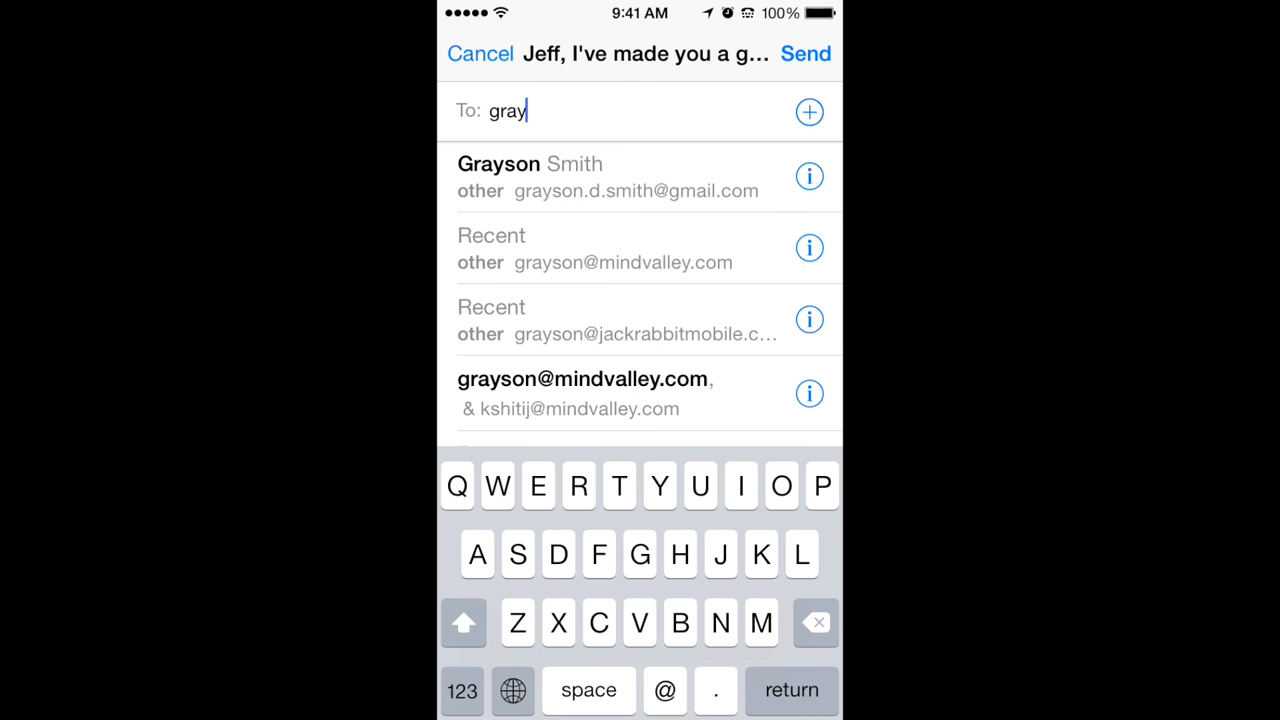 9:41 AM 100%
Cancel Jeff, I've made you a g... Send
To: gray
Grayson Smith
other grayson.d.smith@gmail.com
Recent
other grayson@mindvalley.com
Recent
other grayson@jackrabbitmobile.c...
grayson@mindvalley.com,
& kshitij@mindvalley.com
Q W E R T Y U I O P
A S D F G H J K L
Z X C V B N M
123 space @ . return